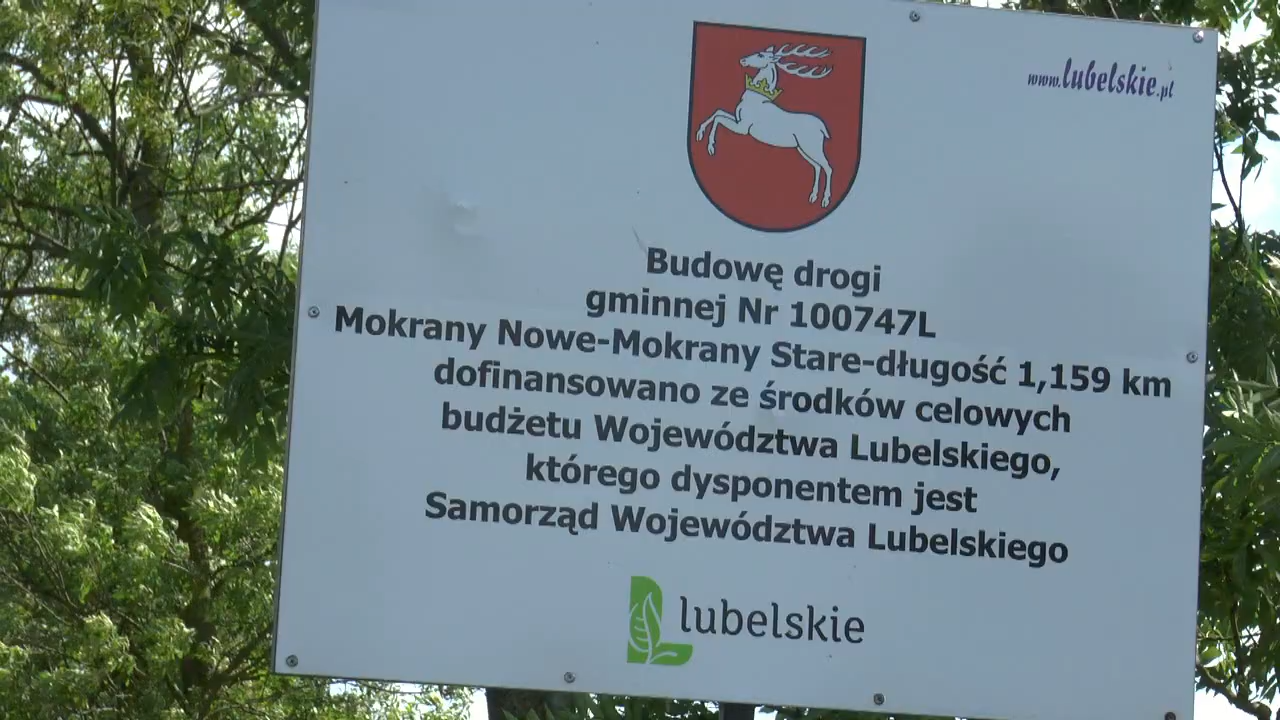 www.lubelskie.pl
Budowę drogi
gminnej Nr 100747L
Mokrany Nowe-Mokrany Stare-długość 1,159 km
dofinansowano ze środków celowych
budżetu Województwa Lubelskiego,
którego dysponentem jest
Samorząd Województwa Lubelskiego
lubelskie